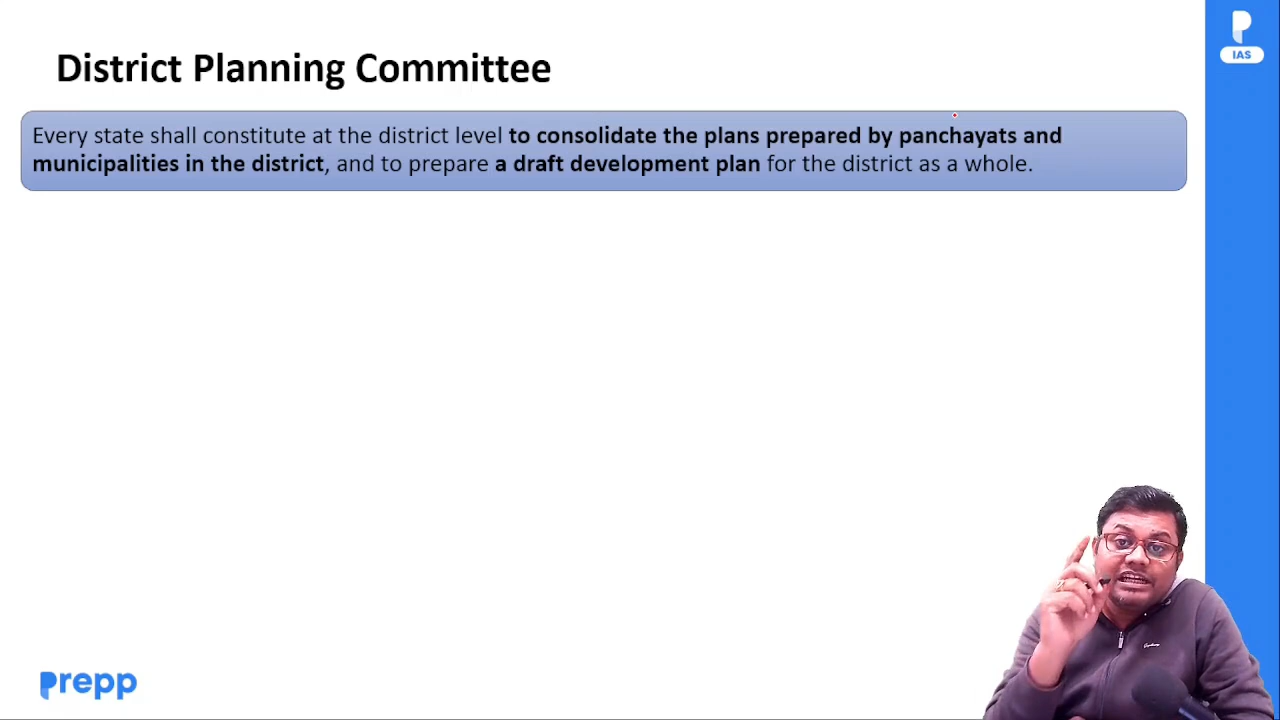 District Planning Committee
IAS
Every state shall constitute at the district level to consolidate the plans prepared by panchayats and
municipalities in the district, and to prepare a draft development plan for the district as a whole.
prepp